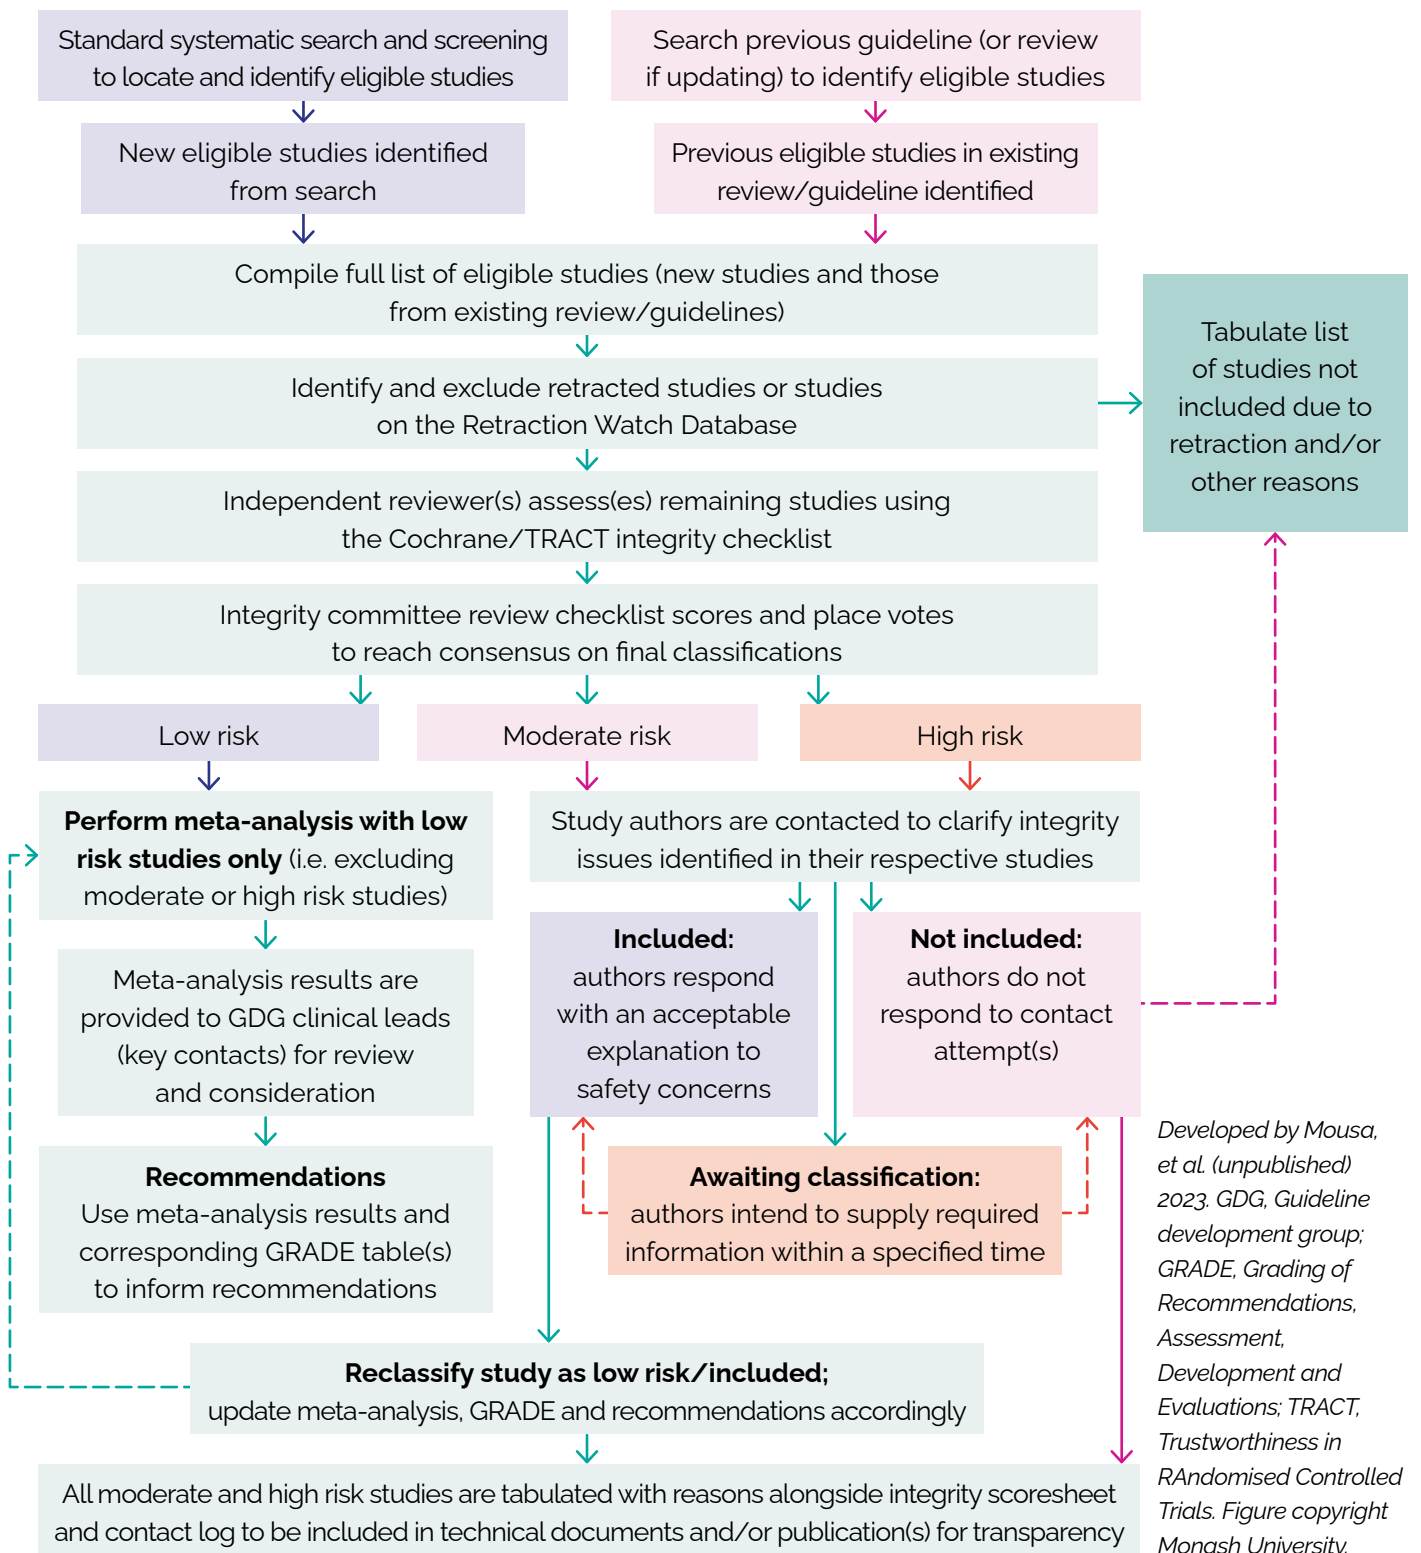 Standard systematic search and screening
to locate and identify eligible studies
Search previous guideline (or review
if updating) to identify eligible studies
New eligible studies identified
from search
Previous eligible studies in existing
review/guideline identified
Compile full list of eligible studies (new studies and those
from existing review/guidelines)
Identify and exclude retracted studies or studies
on the Retraction Watch Database
Tabulate list
of studies not
included due to
retraction and/or
other reasons
Independent reviewer(s) assess(es) remaining studies using
the Cochrane/TRACT integrity checklist
Integrity committee review checklist scores and place votes
to reach consensus on final classifications
Low risk
Moderate risk
High risk
Perform meta-analysis with low
risk studies only (i.e. excluding
moderate or high risk studies)
Study authors are contacted to clarify integrity
issues identified in their respective studies
Meta-analysis results are
provided to GDG clinical leads
(key contacts) for review
and consideration
Included:
authors respond
with an acceptable
explanation to
safety concerns
Not included:
authors do not
respond to contact
attempt(s)
Recommendations
Use meta-analysis results and
corresponding GRADE table(s)
to inform recommendations
Awaiting classification:
authors intend to supply required
information within a specified time
Reclassify study as low risk/included;
update meta-analysis, GRADE and recommendations accordingly
All moderate and high risk studies are tabulated with reasons alongside integrity scoresheet
and contact log to be included in technical documents and/or publication(s) for transparency
Developed by Mousa,
et al. (unpublished)
2023. GDG, Guideline
development group;
GRADE, Grading of
Recommendations,
Assessment,
Development and
Evaluations; TRACT,
Trustworthiness in
RAndomised Controlled
Trials. Figure copyright
Monash University.